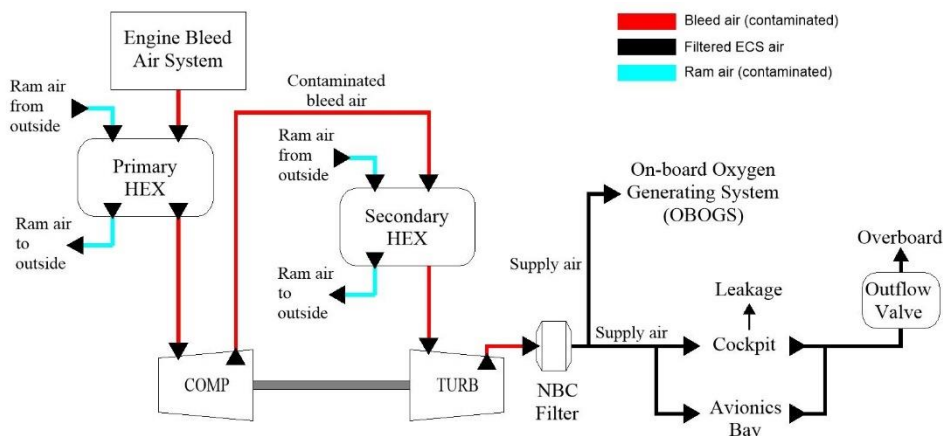 Engine Bleed
Air System
Bleed air (contaminated)
Filtered ECS air
Ram air (contaminated)
Ram air
from
outside
Contaminated
bleed air
Primary
HEX
Ram air
from
outside
Ram air
to
outside
Secondary
HEX
Ram air
to
outside
On-board Oxygen
Generating System
(OBOGS)
Supply air
Supply air
Overboard
Outflow
Valve
Leakage
Cockpit
Avionics
Bay
COMP
TURB
NBC
Filter